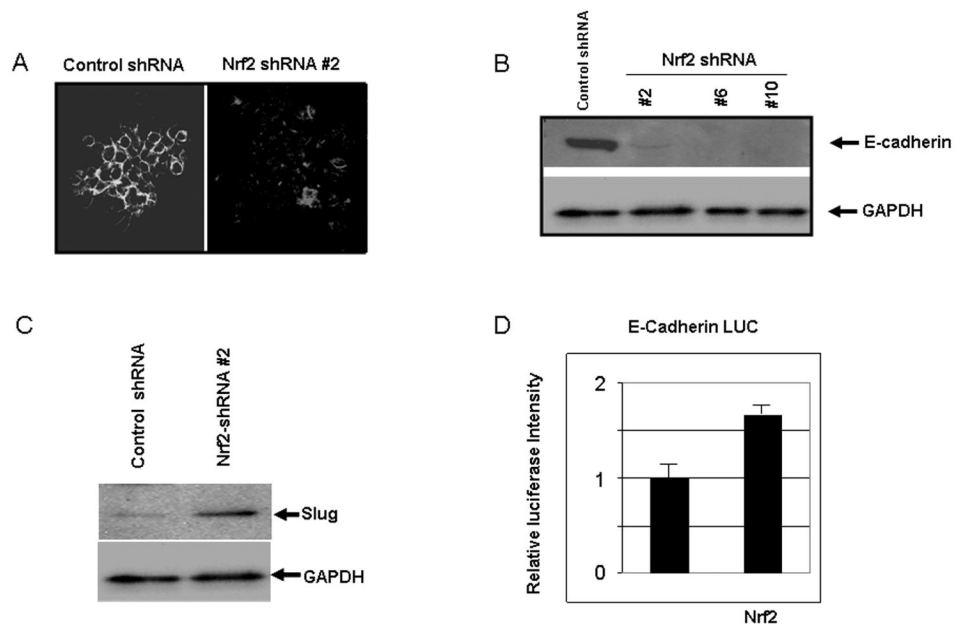 A
Control shRNA
Nrf2 shRNA #2
B
Control shRNA
Nrf2 shRNA
#2
#6
#10
E-cadherin
GAPDH
C
Control shRNA
Nrf2-shRNA #2
Slug
GAPDH
D
E-Cadherin LUC
Relative luciferase Intensity
2
1
0
Nrf2